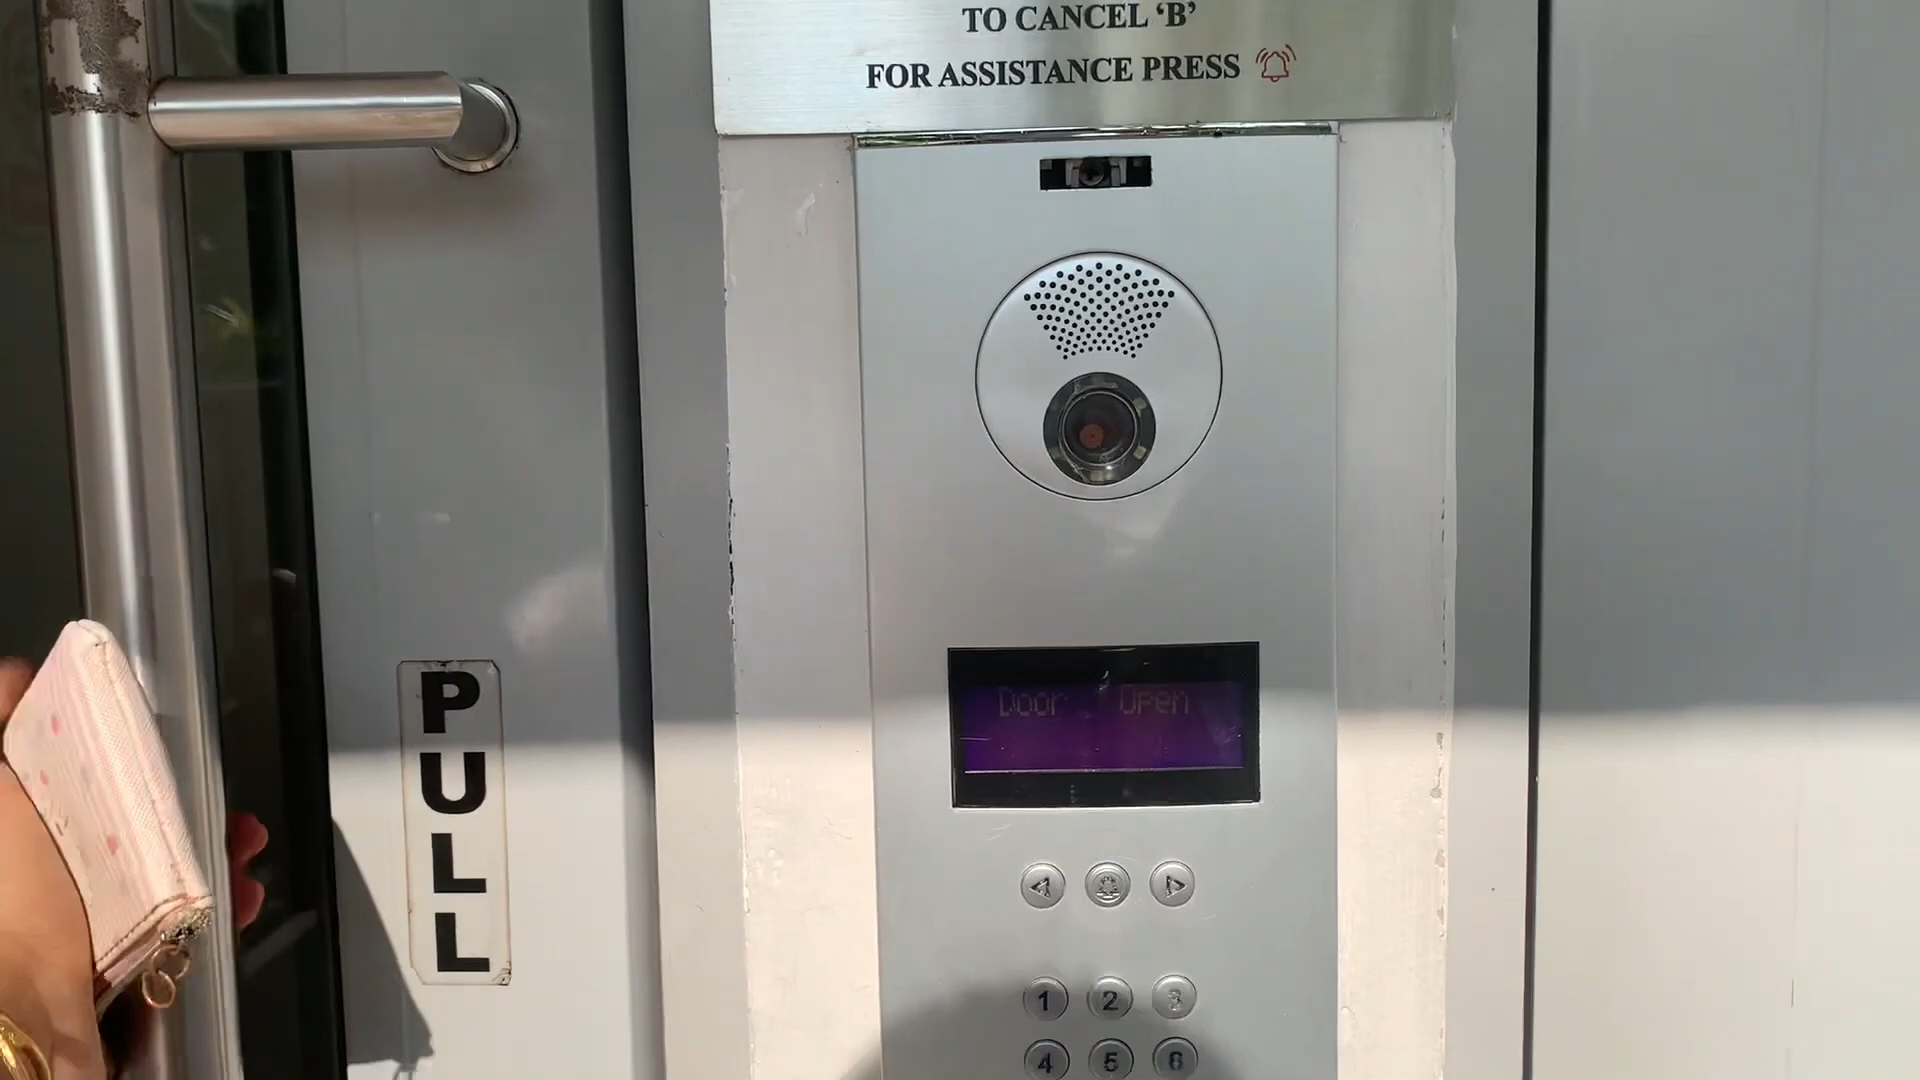 TO CANCEL ‘B’
FOR ASSISTANCE PRESS
PULL
Door Open
1 2 3
4 5 6